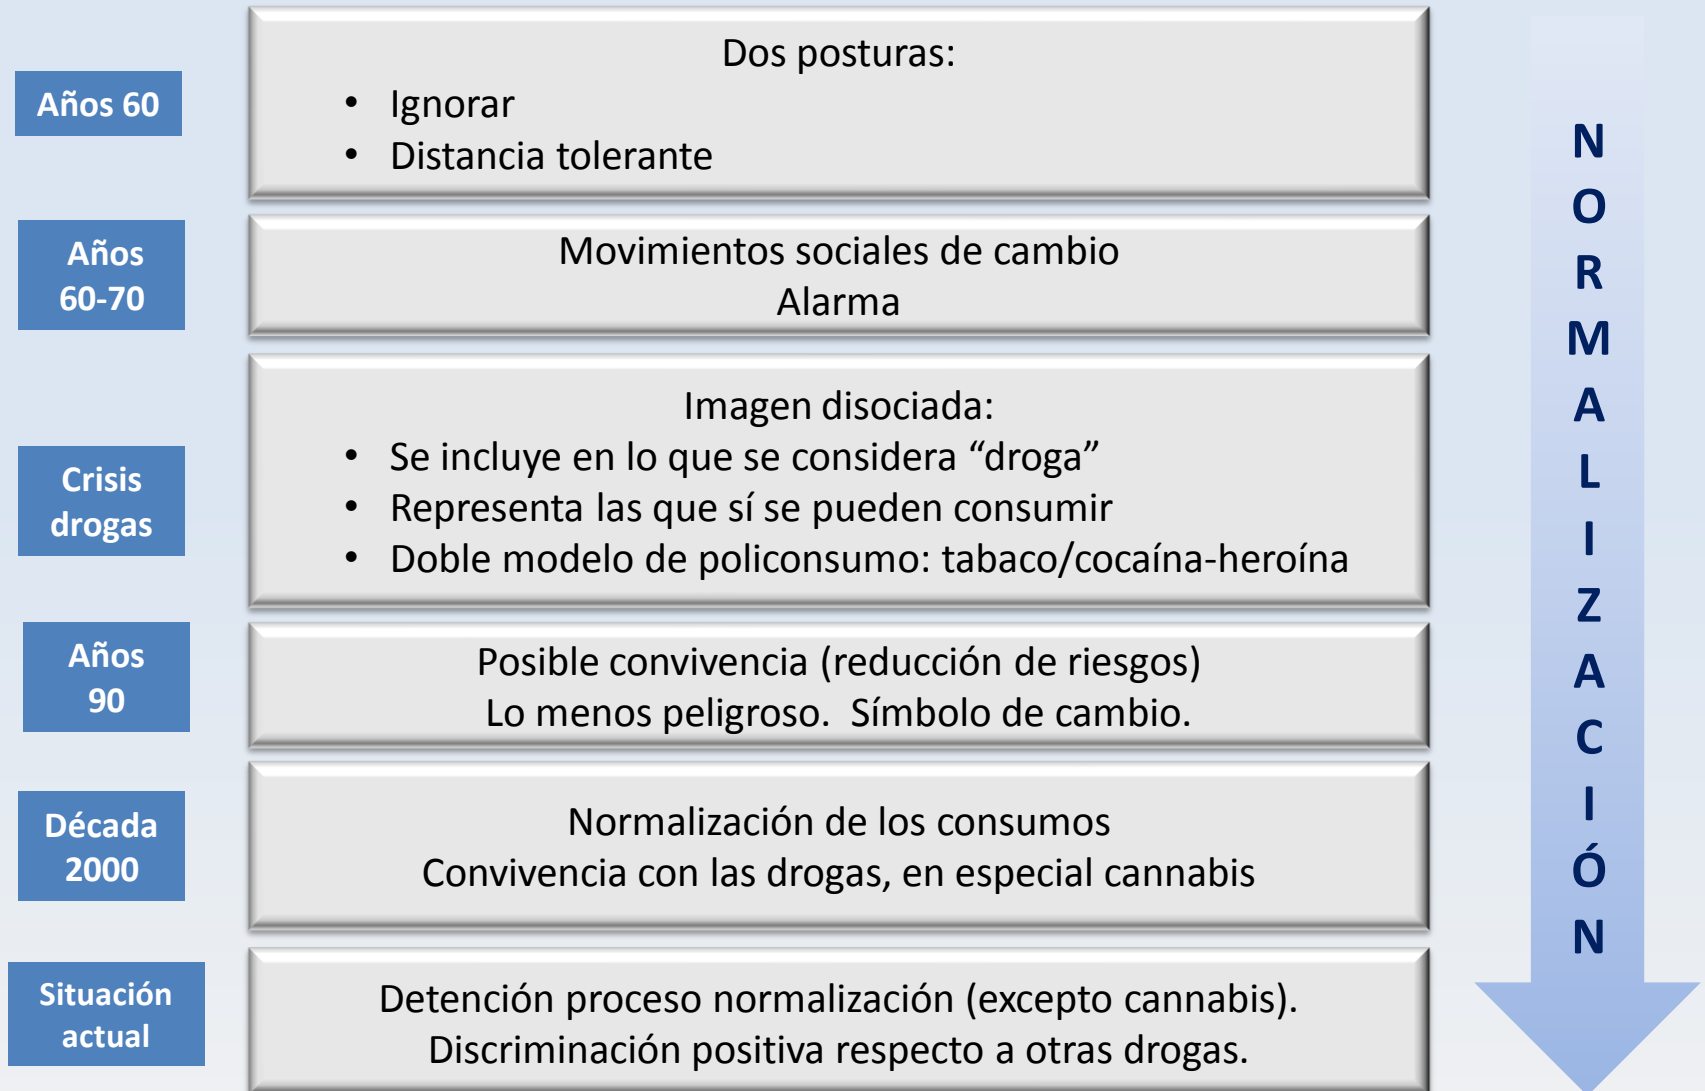 Años 60
Dos posturas:
• Ignorar
• Distancia tolerante
Años
60-70
Movimientos sociales de cambio
Alarma
Crisis
drogas
Imagen disociada:
• Se incluye en lo que se considera “droga”
• Representa las que sí se pueden consumir
• Doble modelo de policonsumo: tabaco/cocaína-heroína
Años
90
Posible convivencia (reducción de riesgos)
Lo menos peligroso.  Símbolo de cambio.
Década
2000
Normalización de los consumos
Convivencia con las drogas, en especial cannabis
Situación
actual
Detención proceso normalización (excepto cannabis).
Discriminación positiva respecto a otras drogas.
N
O
R
M
A
L
I
Z
A
C
I
Ó
N